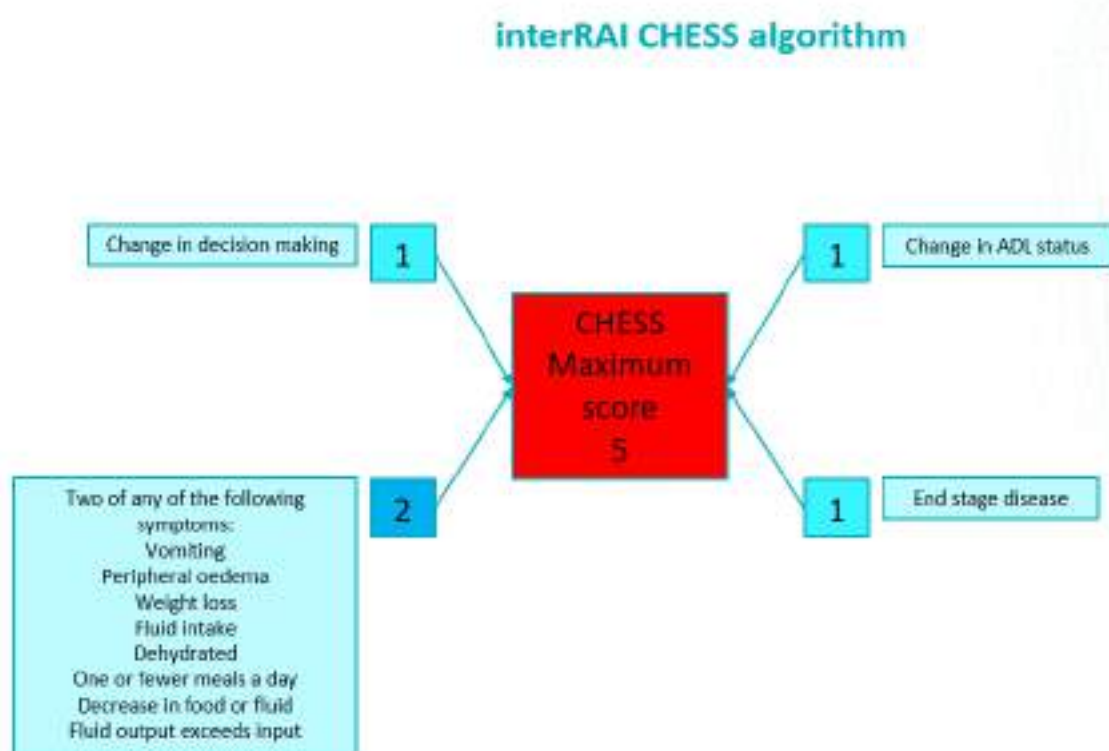 interRAI CHESS algorithm
Change in decision making
1
1
Change in ADL status
CHESS
Maximum
score
5
Two of any of the following
symptoms:
Vomiting
Peripheral oedema
Weight loss
Fluid intake
Dehydrated
One or fewer meals a day
Decrease in food or fluid
Fluid output exceeds input
2
1
End stage disease